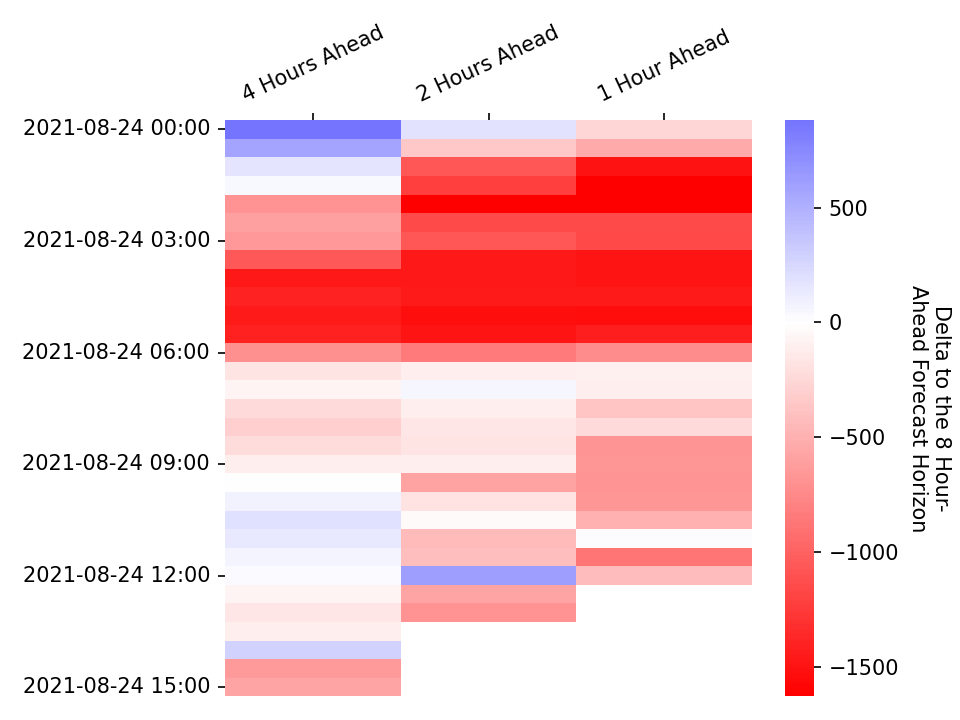 4 Hours Ahead
2 Hours Ahead
1 Hour Ahead
2021-08-24 00:00
2021-08-24 03:00
2021-08-24 06:00
2021-08-24 09:00
2021-08-24 12:00
2021-08-24 15:00
500
0
−500
−1000
−1500
Delta to the 8 Hour-
Ahead Forecast Horizon